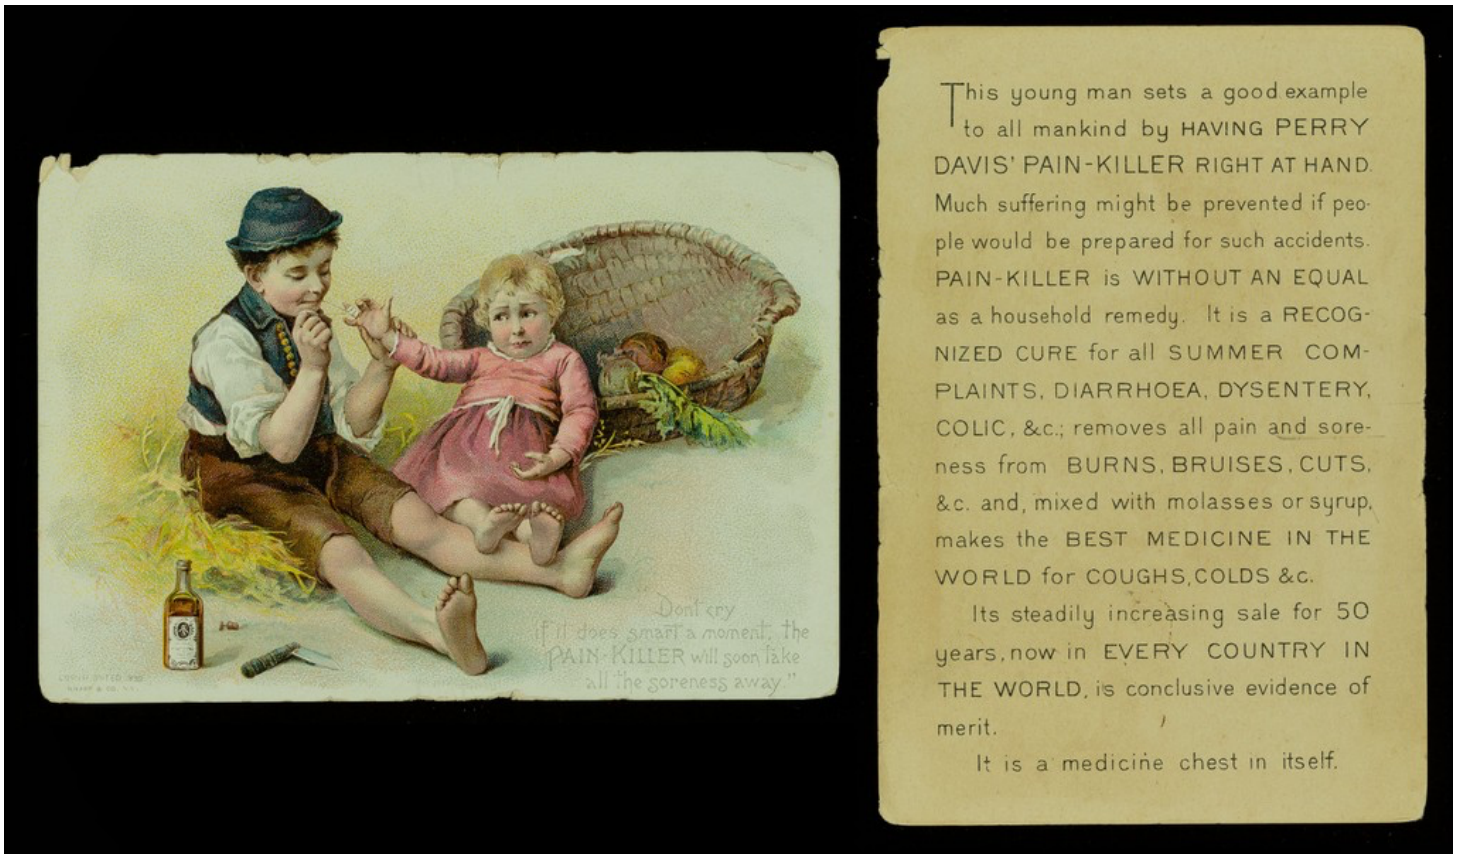 "Dont cry
if it does smart a moment, the
PAIN-KILLER will soon take
all the soreness away."
This young man sets a good example
to all mankind by HAVING PERRY
DAVIS' PAIN-KILLER RIGHT AT HAND.
Much suffering might be prevented if peo-
ple would be prepared for such accidents.
PAIN-KILLER is WITHOUT AN EQUAL
as a household remedy. It is a RECOG-
NIZED CURE for all SUMMER COM-
PLAINTS, DIARRHOEA, DYSENTERY,
COLIC, &c.; removes all pain and sore-
ness from BURNS, BRUISES, CUTS,
&c. and, mixed with molasses or syrup,
makes the BEST MEDICINE IN THE
WORLD for COUGHS, COLDS &c.
Its steadily increasing sale for 50
years, now in EVERY COUNTRY IN
THE WORLD, is conclusive evidence of
merit.
It is a medicine chest in itself.